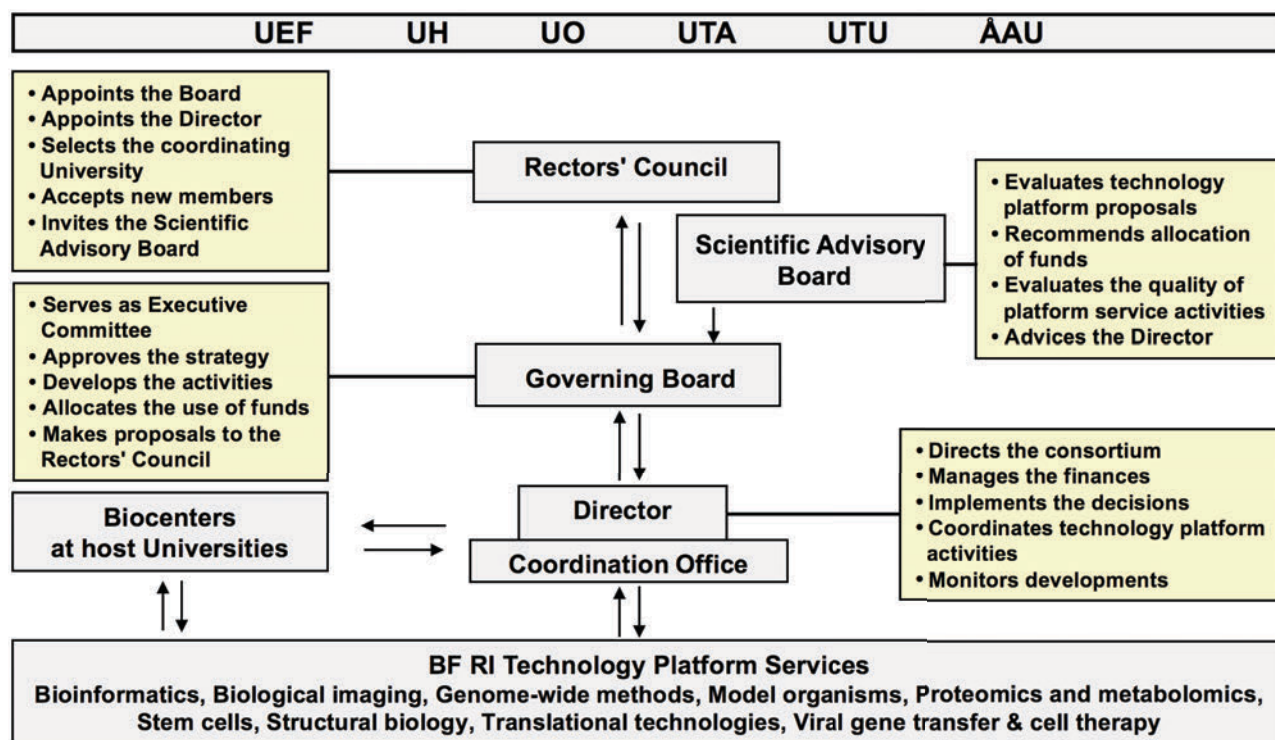 UEF UH UO UTA UTU ÅAU
• Appoints the Board
• Appoints the Director
• Selects the coordinating
University
• Accepts new members
• Invites the Scientific
Advisory Board
Rectors' Council
Scientific Advisory
Board
• Evaluates technology
platform proposals
• Recommends allocation
of funds
• Evaluates the quality of
platform service activities
• Advices the Director
• Serves as Executive
Committee
• Approves the strategy
• Develops the activities
• Allocates the use of funds
• Makes proposals to the
Rectors' Council
Governing Board
• Directs the consortium
• Manages the finances
• Implements the decisions
• Coordinates technology platform
activities
• Monitors developments
Biocenters
at host Universities
Director
Coordination Office
BF RI Technology Platform Services
Bioinformatics, Biological imaging, Genome-wide methods, Model organisms, Proteomics and metabolomics,
Stem cells, Structural biology, Translational technologies, Viral gene transfer & cell therapy